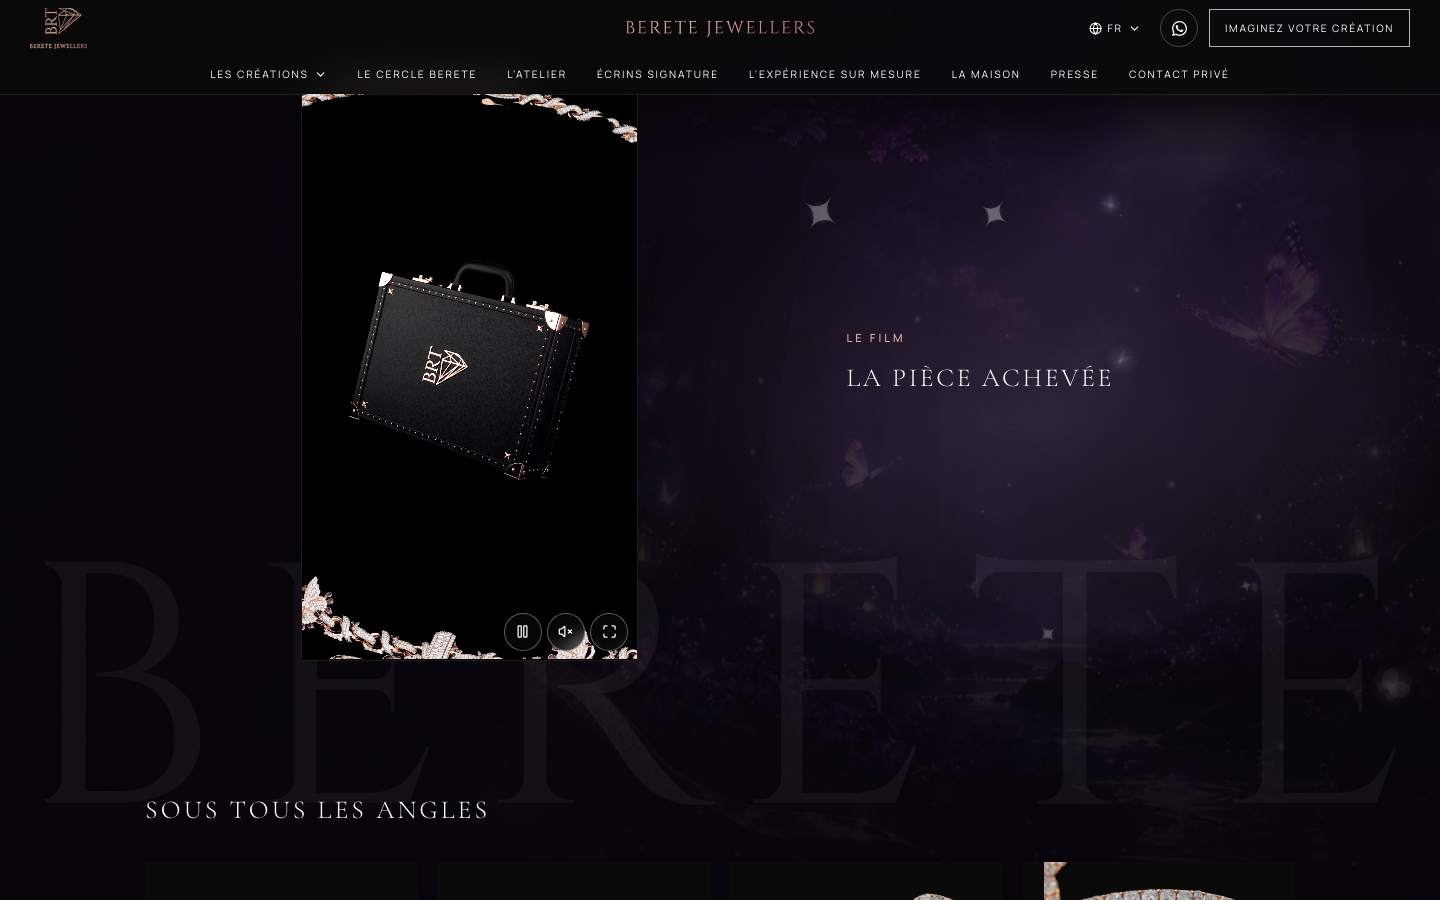 BRT
BERETE JEWELLERS
BERETE JEWELLERS
FR
IMAGINEZ VOTRE CRÉATION
LES CRÉATIONS
LE CERCLE BERETE
L'ATELIER
ÉCRINS SIGNATURE
L'EXPÉRIENCE SUR MESURE
LA MAISON
PRESSE
CONTACT PRIVÉ
BRT
LE FILM
LA PIÈCE ACHEVÉE
BERETE
SOUS TOUS LES ANGLES